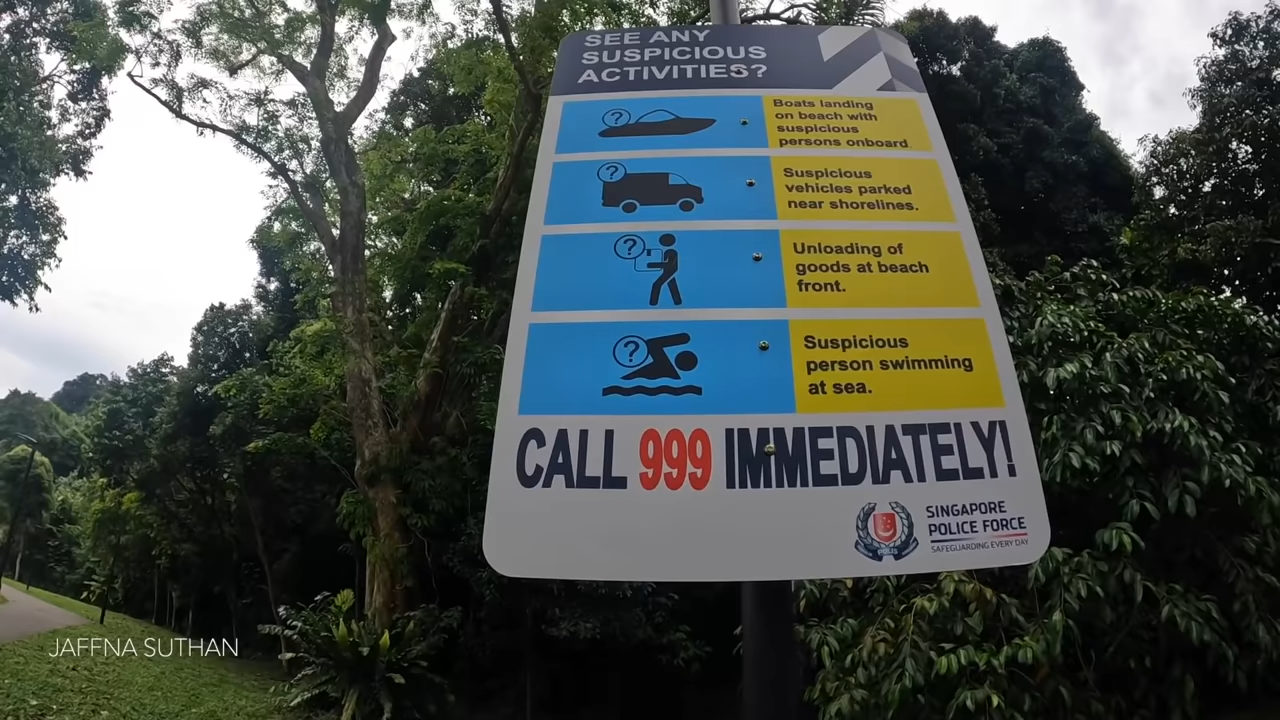 SEE ANY
SUSPICIOUS
ACTIVITIES?
?
Boats landing
on beach with
suspicious
persons onboard.
?
Suspicious
vehicles parked
near shorelines.
?
Unloading of
goods at beach
front.
?
Suspicious
person swimming
at sea.
CALL 999 IMMEDIATELY!
SINGAPORE
POLICE FORCE
SAFEGUARDING EVERY DAY
JAFFNA SUTHAN